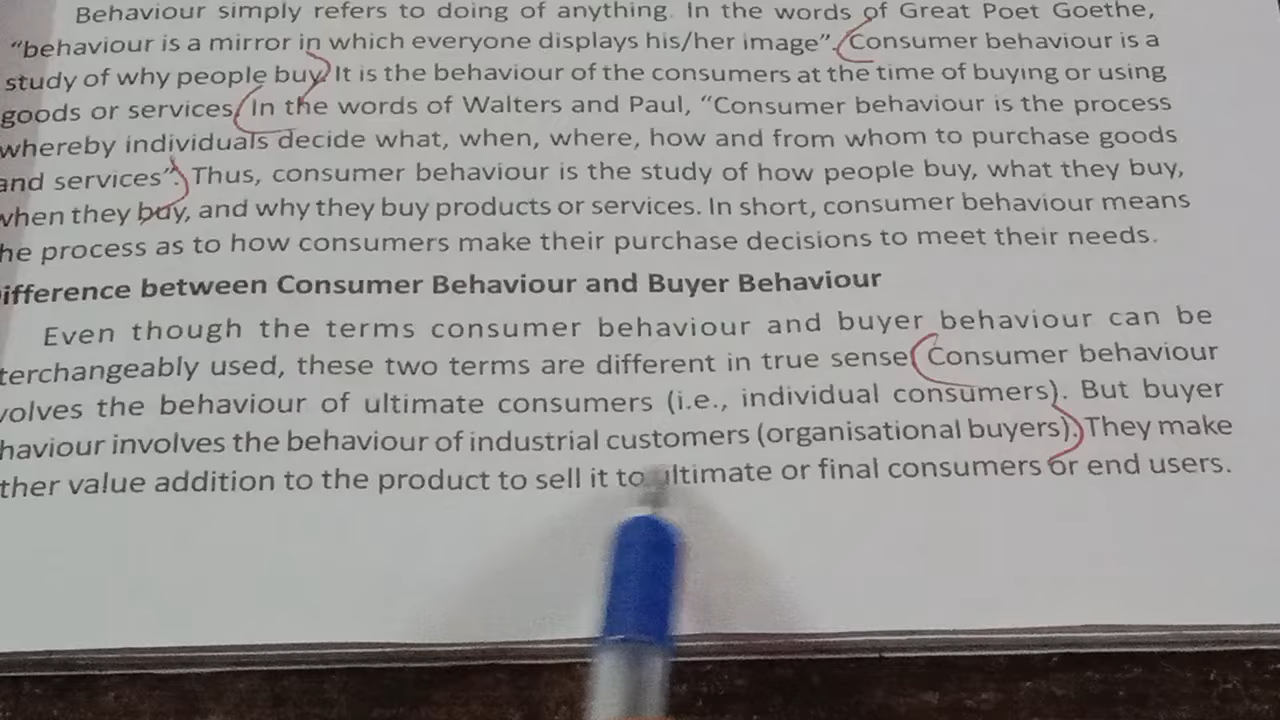 Behaviour simply refers to doing of anything. In the words of Great Poet Goethe,
“behaviour is a mirror in which everyone displays his/her image”. Consumer behaviour is a
study of why people buy. It is the behaviour of the consumers at the time of buying or using
goods or services. In the words of Walters and Paul, “Consumer behaviour is the process
whereby individuals decide what, when, where, how and from whom to purchase goods
and services”. Thus, consumer behaviour is the study of how people buy, what they buy,
when they buy, and why they buy products or services. In short, consumer behaviour means
he process as to how consumers make their purchase decisions to meet their needs.
ifference between Consumer Behaviour and Buyer Behaviour
Even though the terms consumer behaviour and buyer behaviour can be
terchangeably used, these two terms are different in true sense. Consumer behaviour
volves the behaviour of ultimate consumers (i.e., individual consumers). But buyer
haviour involves the behaviour of industrial customers (organisational buyers). They make
ther value addition to the product to sell it to ultimate or final consumers or end users.